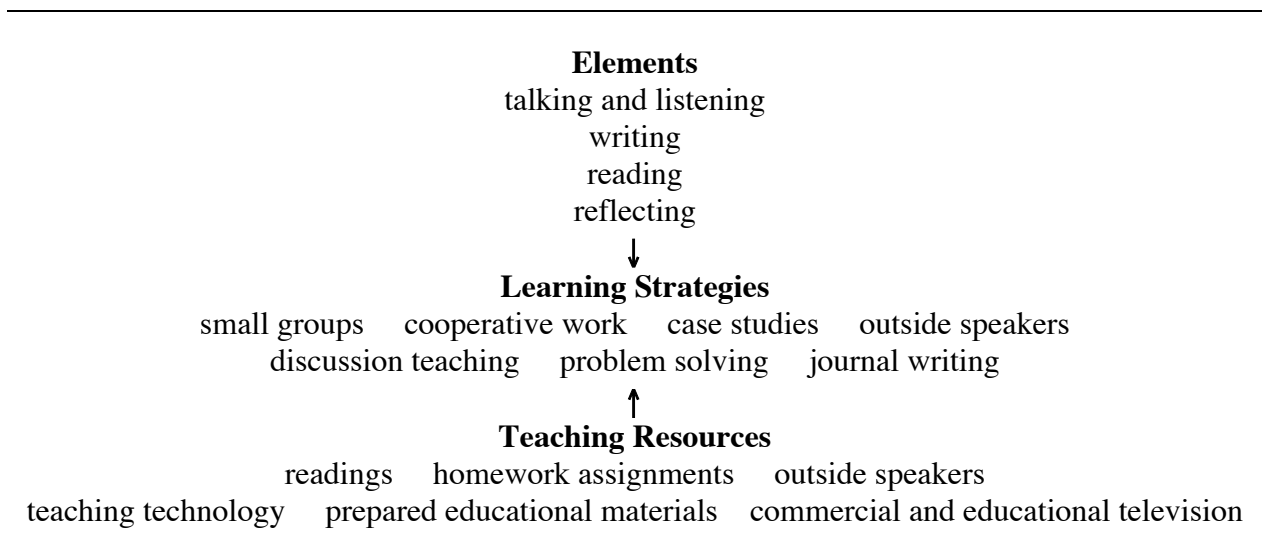 Elements
talking and listening
writing
reading
reflecting
Learning Strategies
small groups cooperative work case studies outside speakers
discussion teaching problem solving journal writing
Teaching Resources
readings homework assignments outside speakers
teaching technology prepared educational materials commercial and educational television